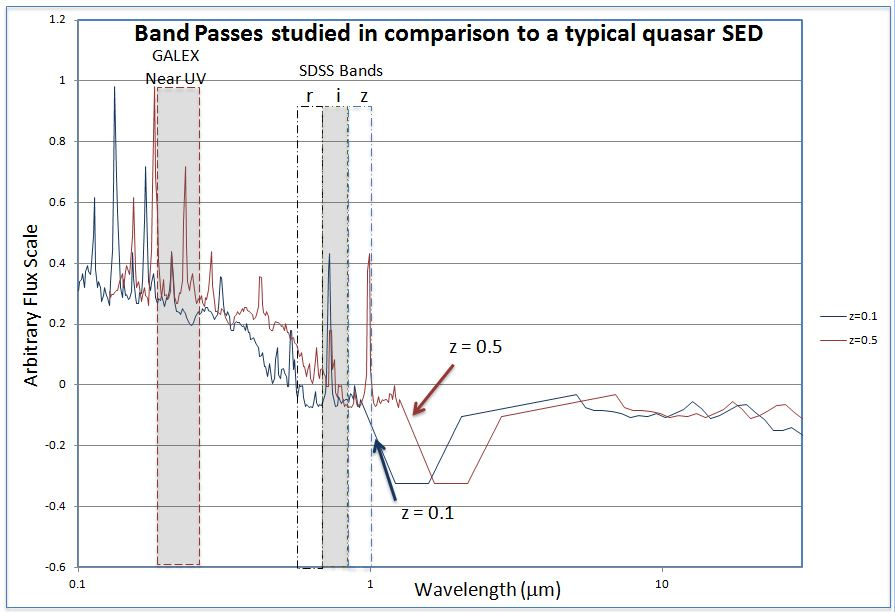 Band Passes studied in comparison to a typical quasar SED
GALEX
Near UV
SDSS Bands
r i z
1.2
1
0.8
0.6
0.4
0.2
0
-0.2
-0.4
-0.6
Arbitrary Flux Scale
z = 0.5
z = 0.1
z=0.1
z=0.5
0.1
1
10
Wavelength (μm)